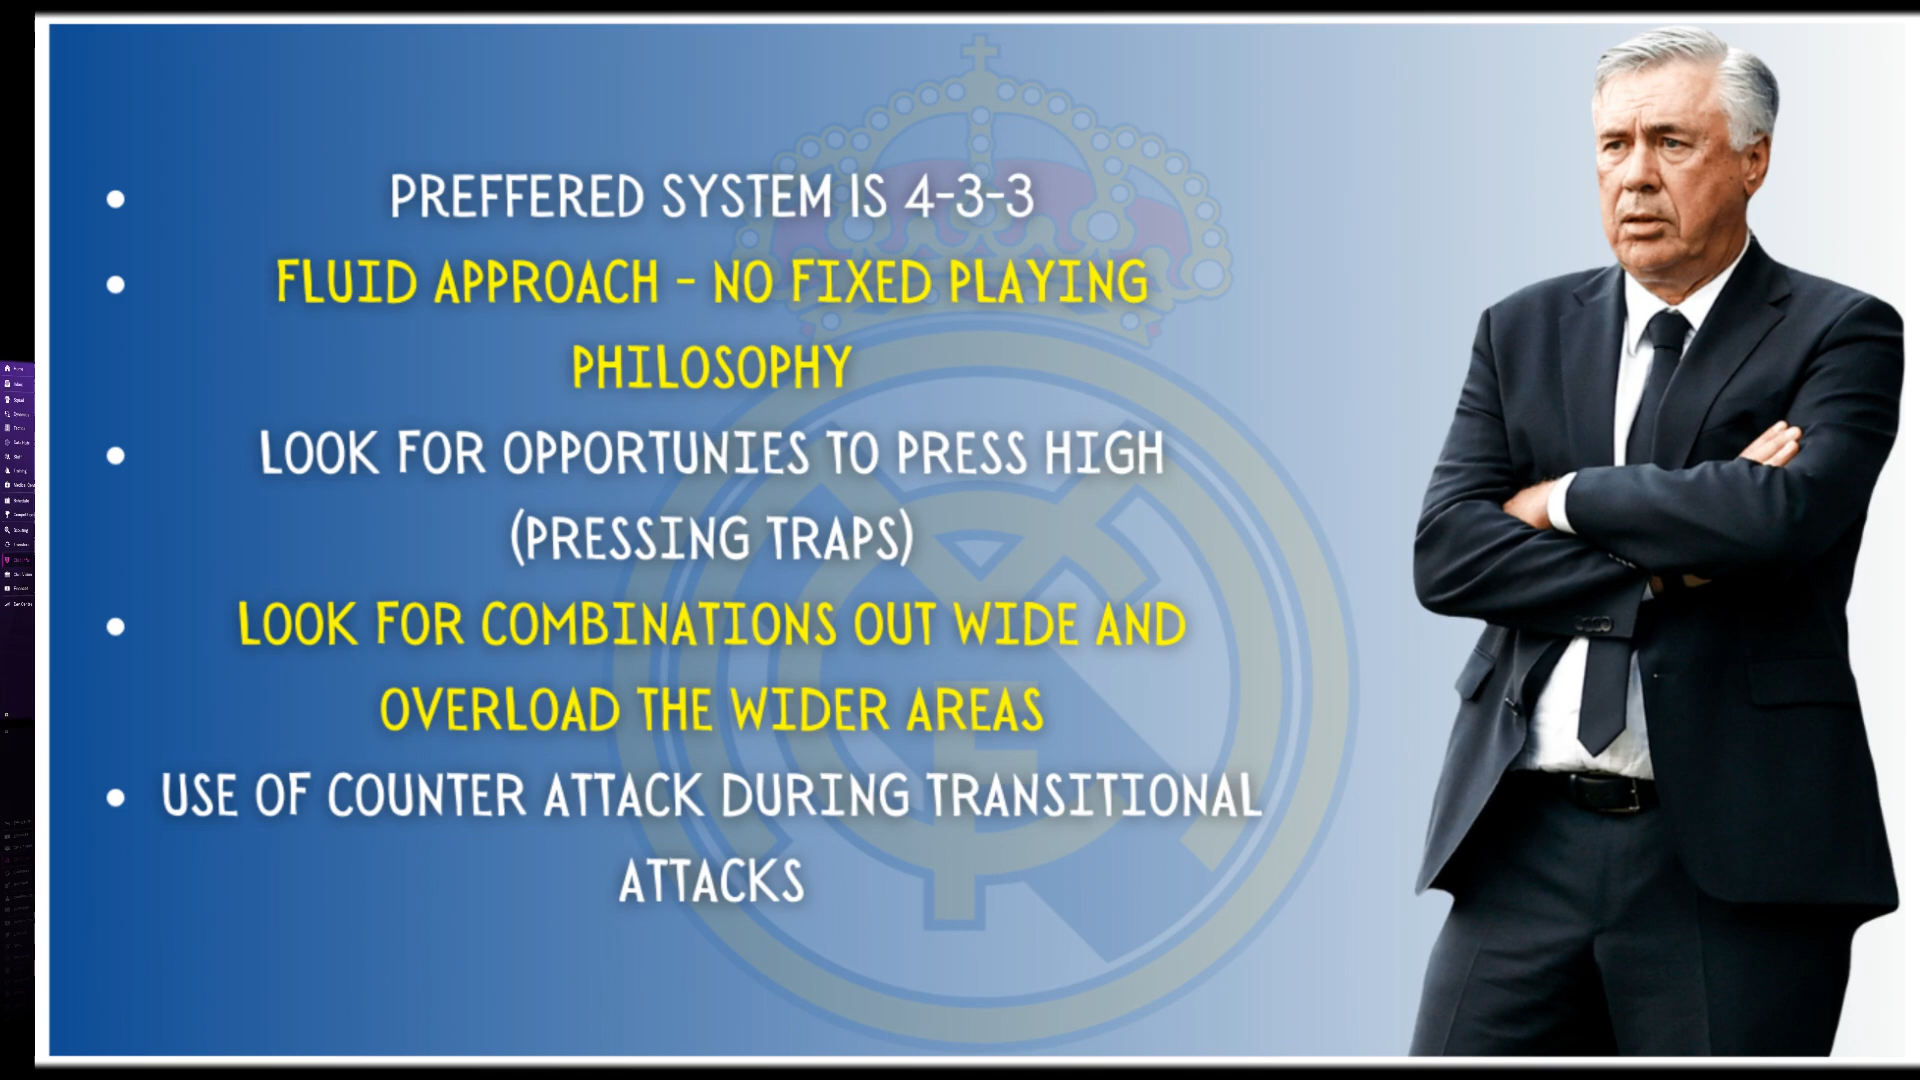 PREFFERED SYSTEM IS 4-3-3
FLUID APPROACH - NO FIXED PLAYING
PHILOSOPHY
LOOK FOR OPPORTUNIES TO PRESS HIGH
(PRESSING TRAPS)
LOOK FOR COMBINATIONS OUT WIDE AND
OVERLOAD THE WIDER AREAS
USE OF COUNTER ATTACK DURING TRANSITIONAL
ATTACKS